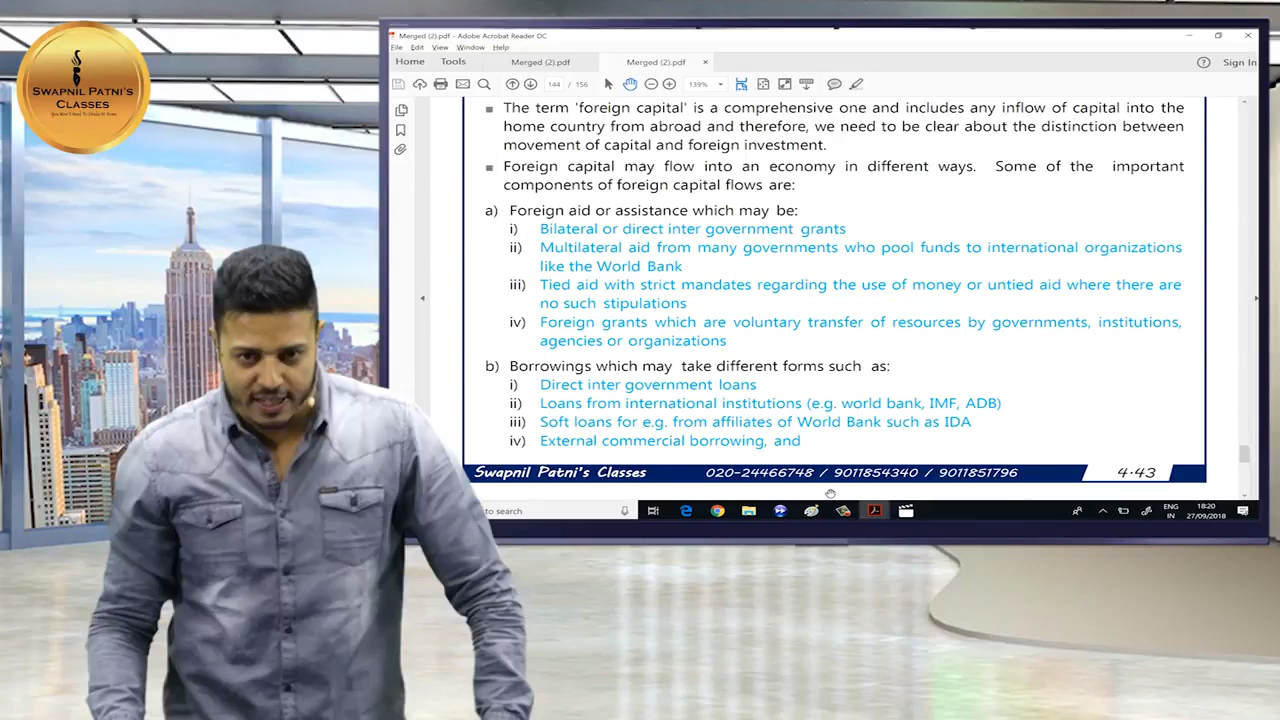 SWAPNIL PATNI'S
CLASSES
You Won't Need To Study At Home
Merged (2).pdf - Adobe Acrobat Reader DC
File Edit View Window Help
Home Tools Merged (2).pdf Merged (2).pdf × Sign In
144 / 156 139%
▪ The term 'foreign capital' is a comprehensive one and includes any inflow of capital into the
home country from abroad and therefore, we need to be clear about the distinction between
movement of capital and foreign investment.
▪ Foreign capital may flow into an economy in different ways. Some of the important
components of foreign capital flows are:
a) Foreign aid or assistance which may be:
i) Bilateral or direct inter government grants
ii) Multilateral aid from many governments who pool funds to international organizations
like the World Bank
iii) Tied aid with strict mandates regarding the use of money or untied aid where there are
no such stipulations
iv) Foreign grants which are voluntary transfer of resources by governments, institutions,
agencies or organizations
b) Borrowings which may take different forms such as:
i) Direct inter government loans
ii) Loans from international institutions (e.g. world bank, IMF, ADB)
iii) Soft loans for e.g. from affiliates of World Bank such as IDA
iv) External commercial borrowing, and
Swapnil Patni's Classes 020-24466748 / 9011854340 / 9011851796 4.43
to search
ENG
IN
18:20
27/09/2018